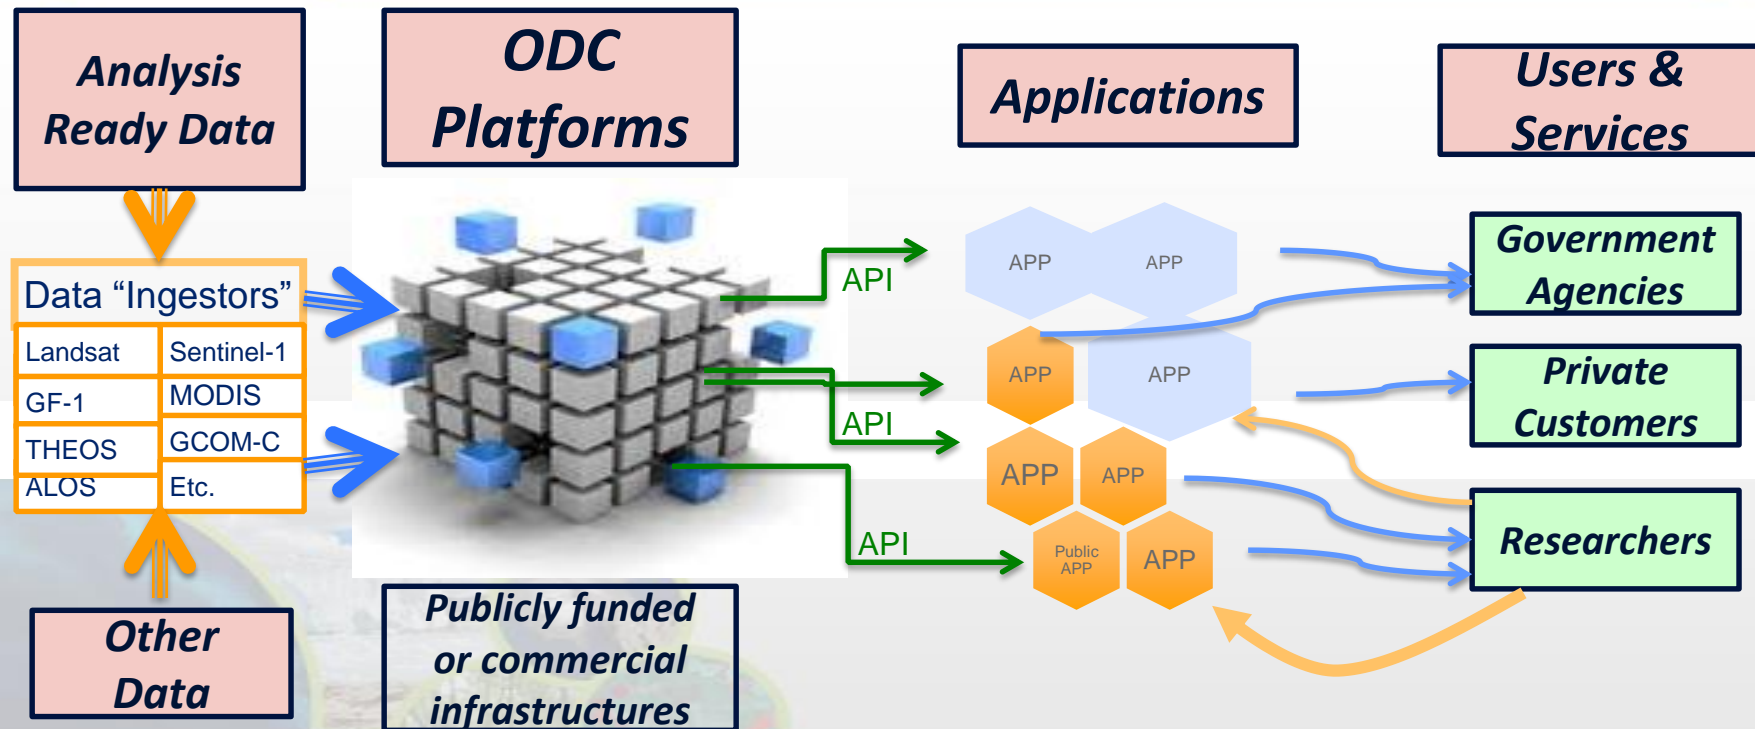 Analysis
Ready Data
ODC
Platforms
Applications
Users &
Services
Data “Ingestors”
Landsat
Sentinel-1
GF-1
MODIS
THEOS
GCOM-C
ALOS
Etc.
Other
Data
Publicly funded
or commercial
infrastructures
API
API
API
APP
APP
APP
APP
APP
APP
Public
APP
APP
Government
Agencies
Private
Customers
Researchers